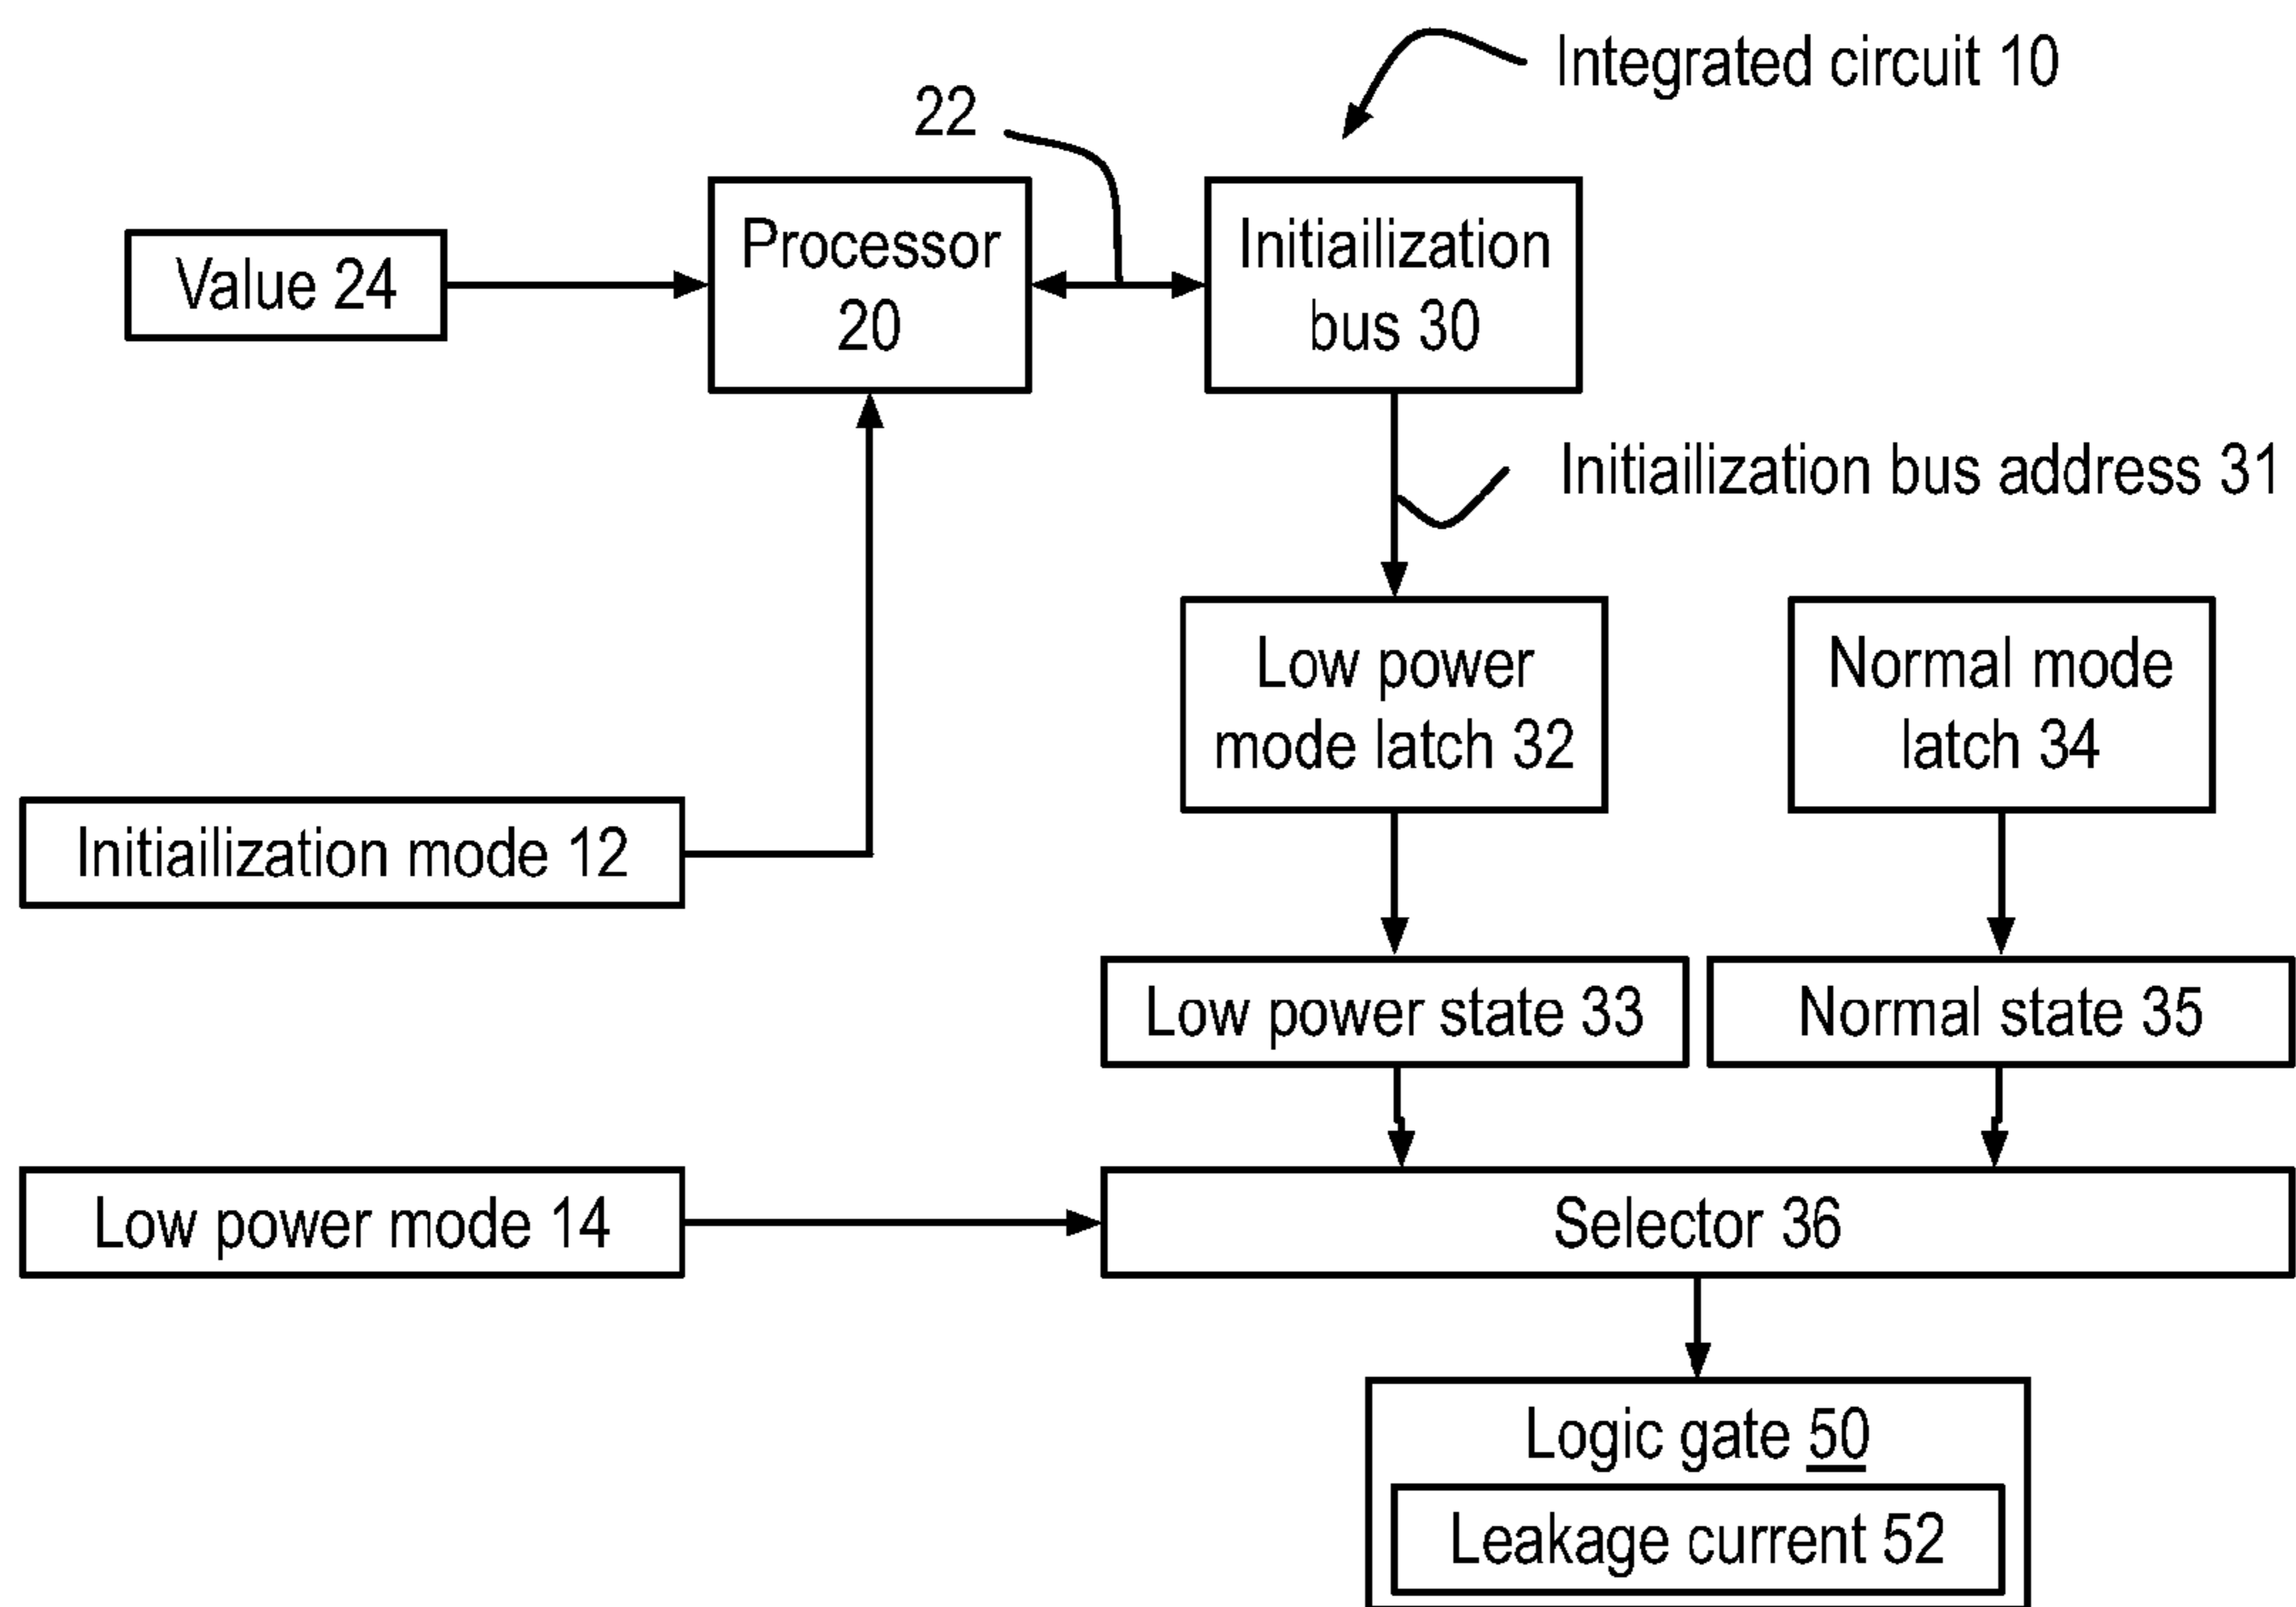 Integrated circuit 10
22
Value 24
Processor
20
Initiailization
bus 30
Initiailization bus address 31
Low power
mode latch 32
Normal mode
latch 34
Initiailization mode 12
Low power state 33
Normal state 35
Low power mode 14
Selector 36
Logic gate 50
Leakage current 52